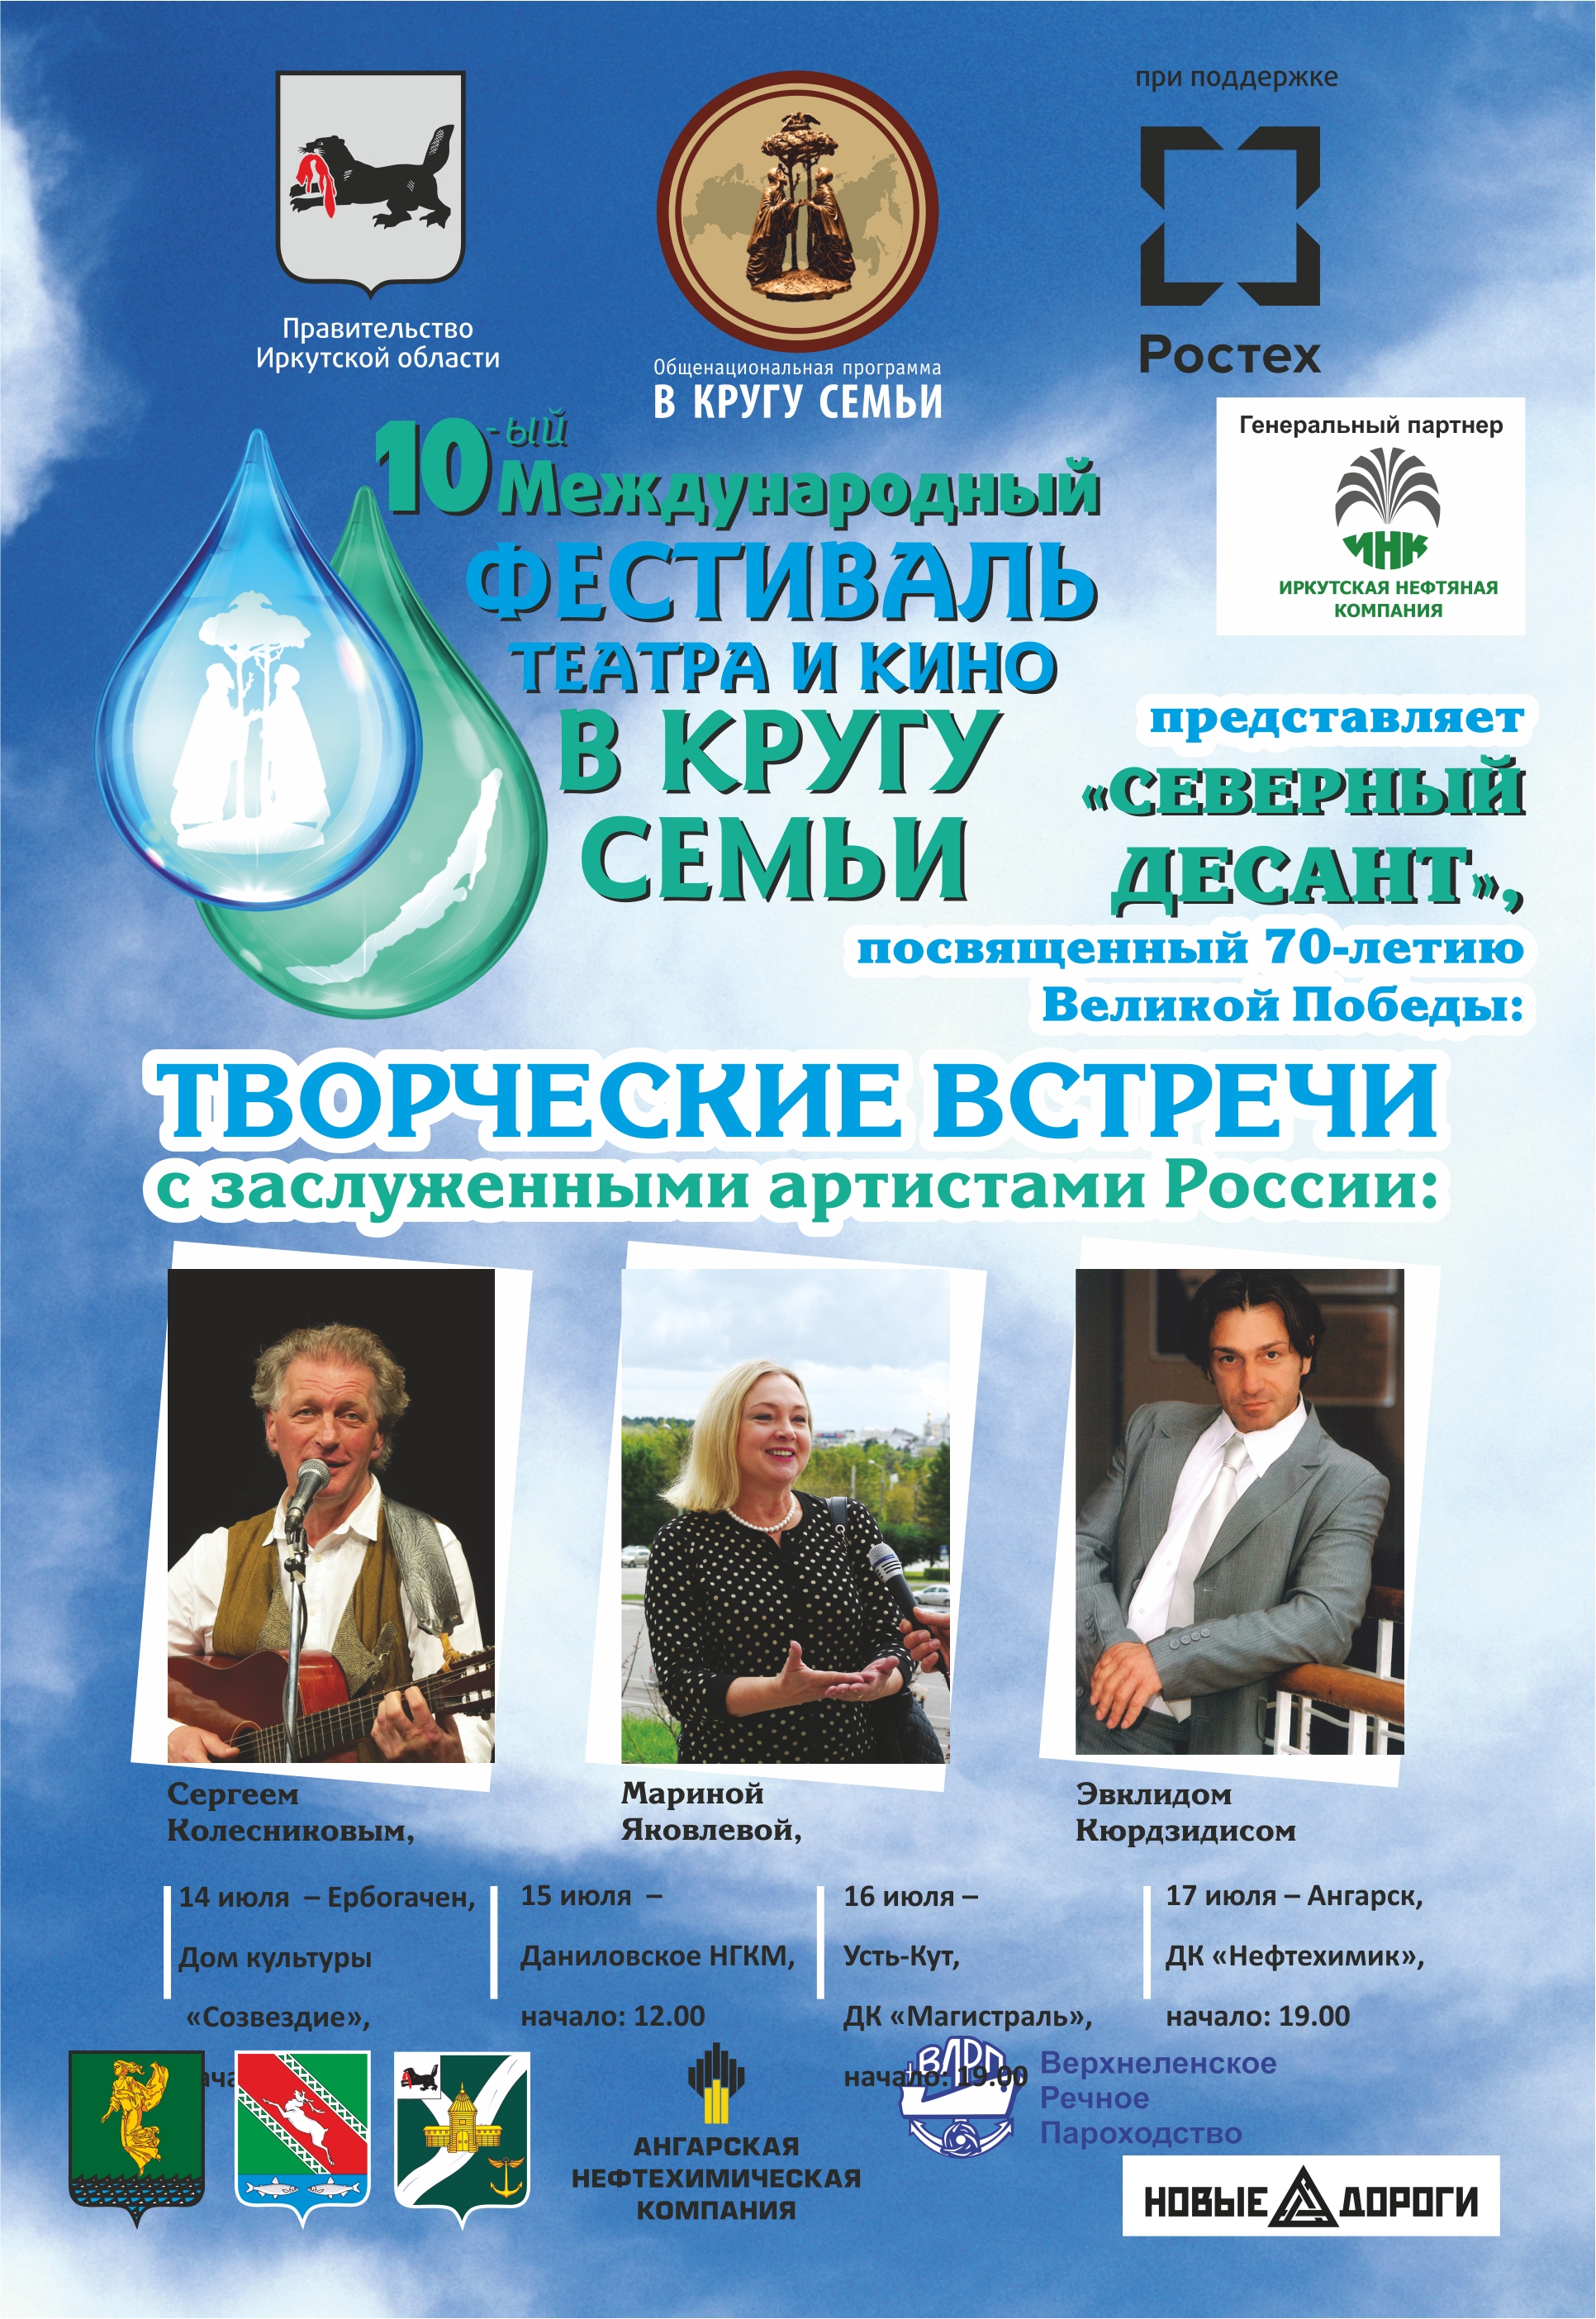 при поддержке
Правительство
Иркутской области
Общенациональная программа
В КРУГУ СЕМЬИ
Ростех
Генеральный партнер
ИНК
ИРКУТСКАЯ НЕФТЯНАЯ
КОМПАНИЯ
10-ый
Международный
ФЕСТИВАЛЬ
ТЕАТРА И КИНО
В КРУГУ
СЕМЬИ
представляет
«СЕВЕРНЫЙ
ДЕСАНТ»,
посвященный 70-летию
Великой Победы:
ТВОРЧЕСКИЕ ВСТРЕЧИ
с заслуженными артистами России:
Сергеем
Колесниковым,
Мариной
Яковлевой,
Эвклидом
Кюрдзидисом
14 июля – Ербогачен,
Дом культуры
«Созвездие»,
15 июля –
Даниловское НГКМ,
начало: 12.00
16 июля –
Усть-Кут,
ДК «Магистраль»,
начало: 19.00
17 июля – Ангарск,
ДК «Нефтехимик»,
начало: 19.00
АНГАРСКАЯ
НЕФТЕХИМИЧЕСКАЯ
КОМПАНИЯ
ВЛРП
Верхнеленское
Речное
Пароходство
НОВЫЕ ДОРОГИ